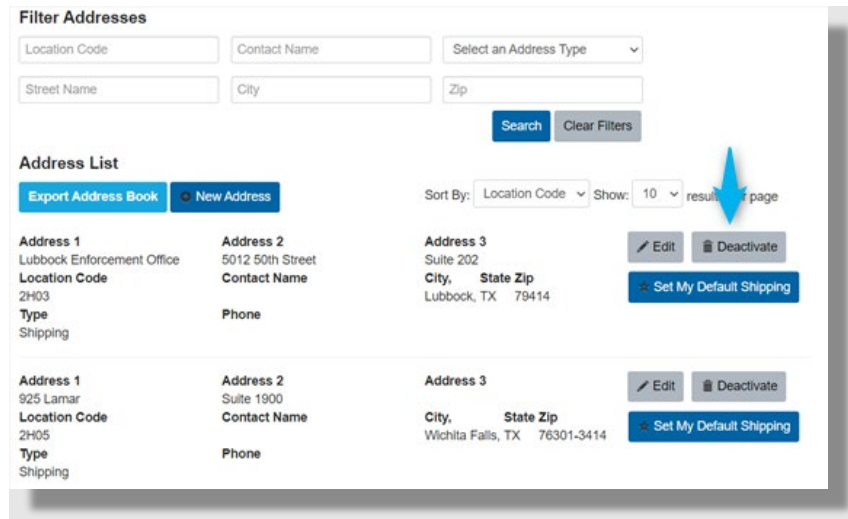 Filter Addresses
Location Code Contact Name Select an Address Type
Street Name City Zip
Search Clear Filters
Address List
Export Address Book New Address Sort By: Location Code Show: 10 page
Address 1 Address 2 Address 3 Edit Deactivate
Lubbock Enforcement Office 5012 50th Street Suite 202
Location Code Contact Name City, State Zip Set My Default Shipping
2H03 Lubbock, TX 79414
Type Phone
Shipping
Address 1 Address 2 Address 3 Edit Deactivate
925 Lamar Suite 1900
Location Code Contact Name City, State Zip Set My Default Shipping
2H05 Wichita Falls, TX 76301-3414
Type Phone
Shipping